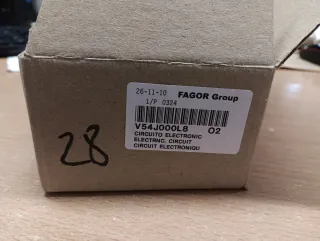 26-11-10 FAGOR Group
1/P 0324
V54J000L8 02
CIRCUITO ELECTRONIC
ELECTRNC. CIRCUIT
CIRCUIT ELECTRONIQU
28